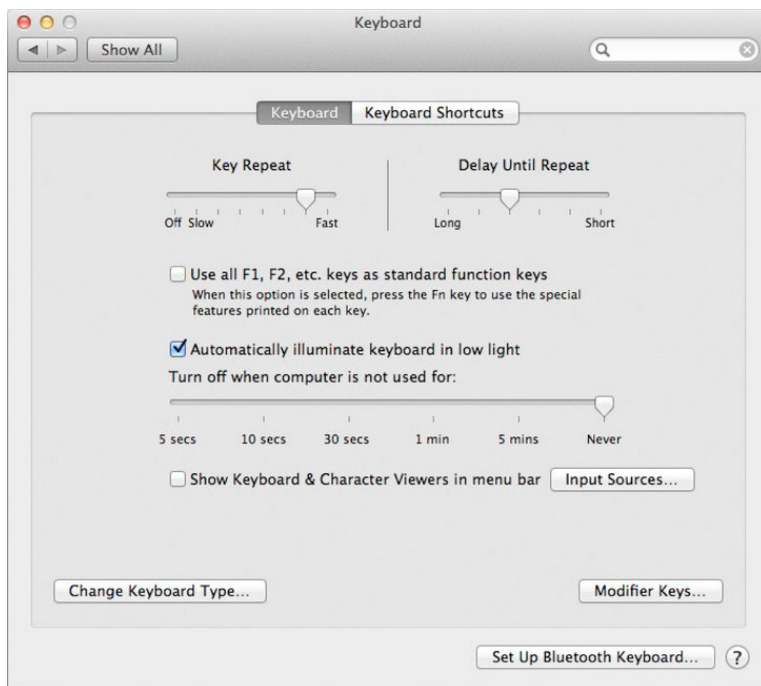 Keyboard
Show All
Keyboard Keyboard Shortcuts
Key Repeat Delay Until Repeat
Off Slow Fast Long Short
Use all F1, F2, etc. keys as standard function keys
When this option is selected, press the Fn key to use the special
features printed on each key.
Automatically illuminate keyboard in low light
Turn off when computer is not used for:
5 secs 10 secs 30 secs 1 min 5 mins Never
Show Keyboard & Character Viewers in menu bar Input Sources...
Change Keyboard Type... Modifier Keys...
Set Up Bluetooth Keyboard... ?